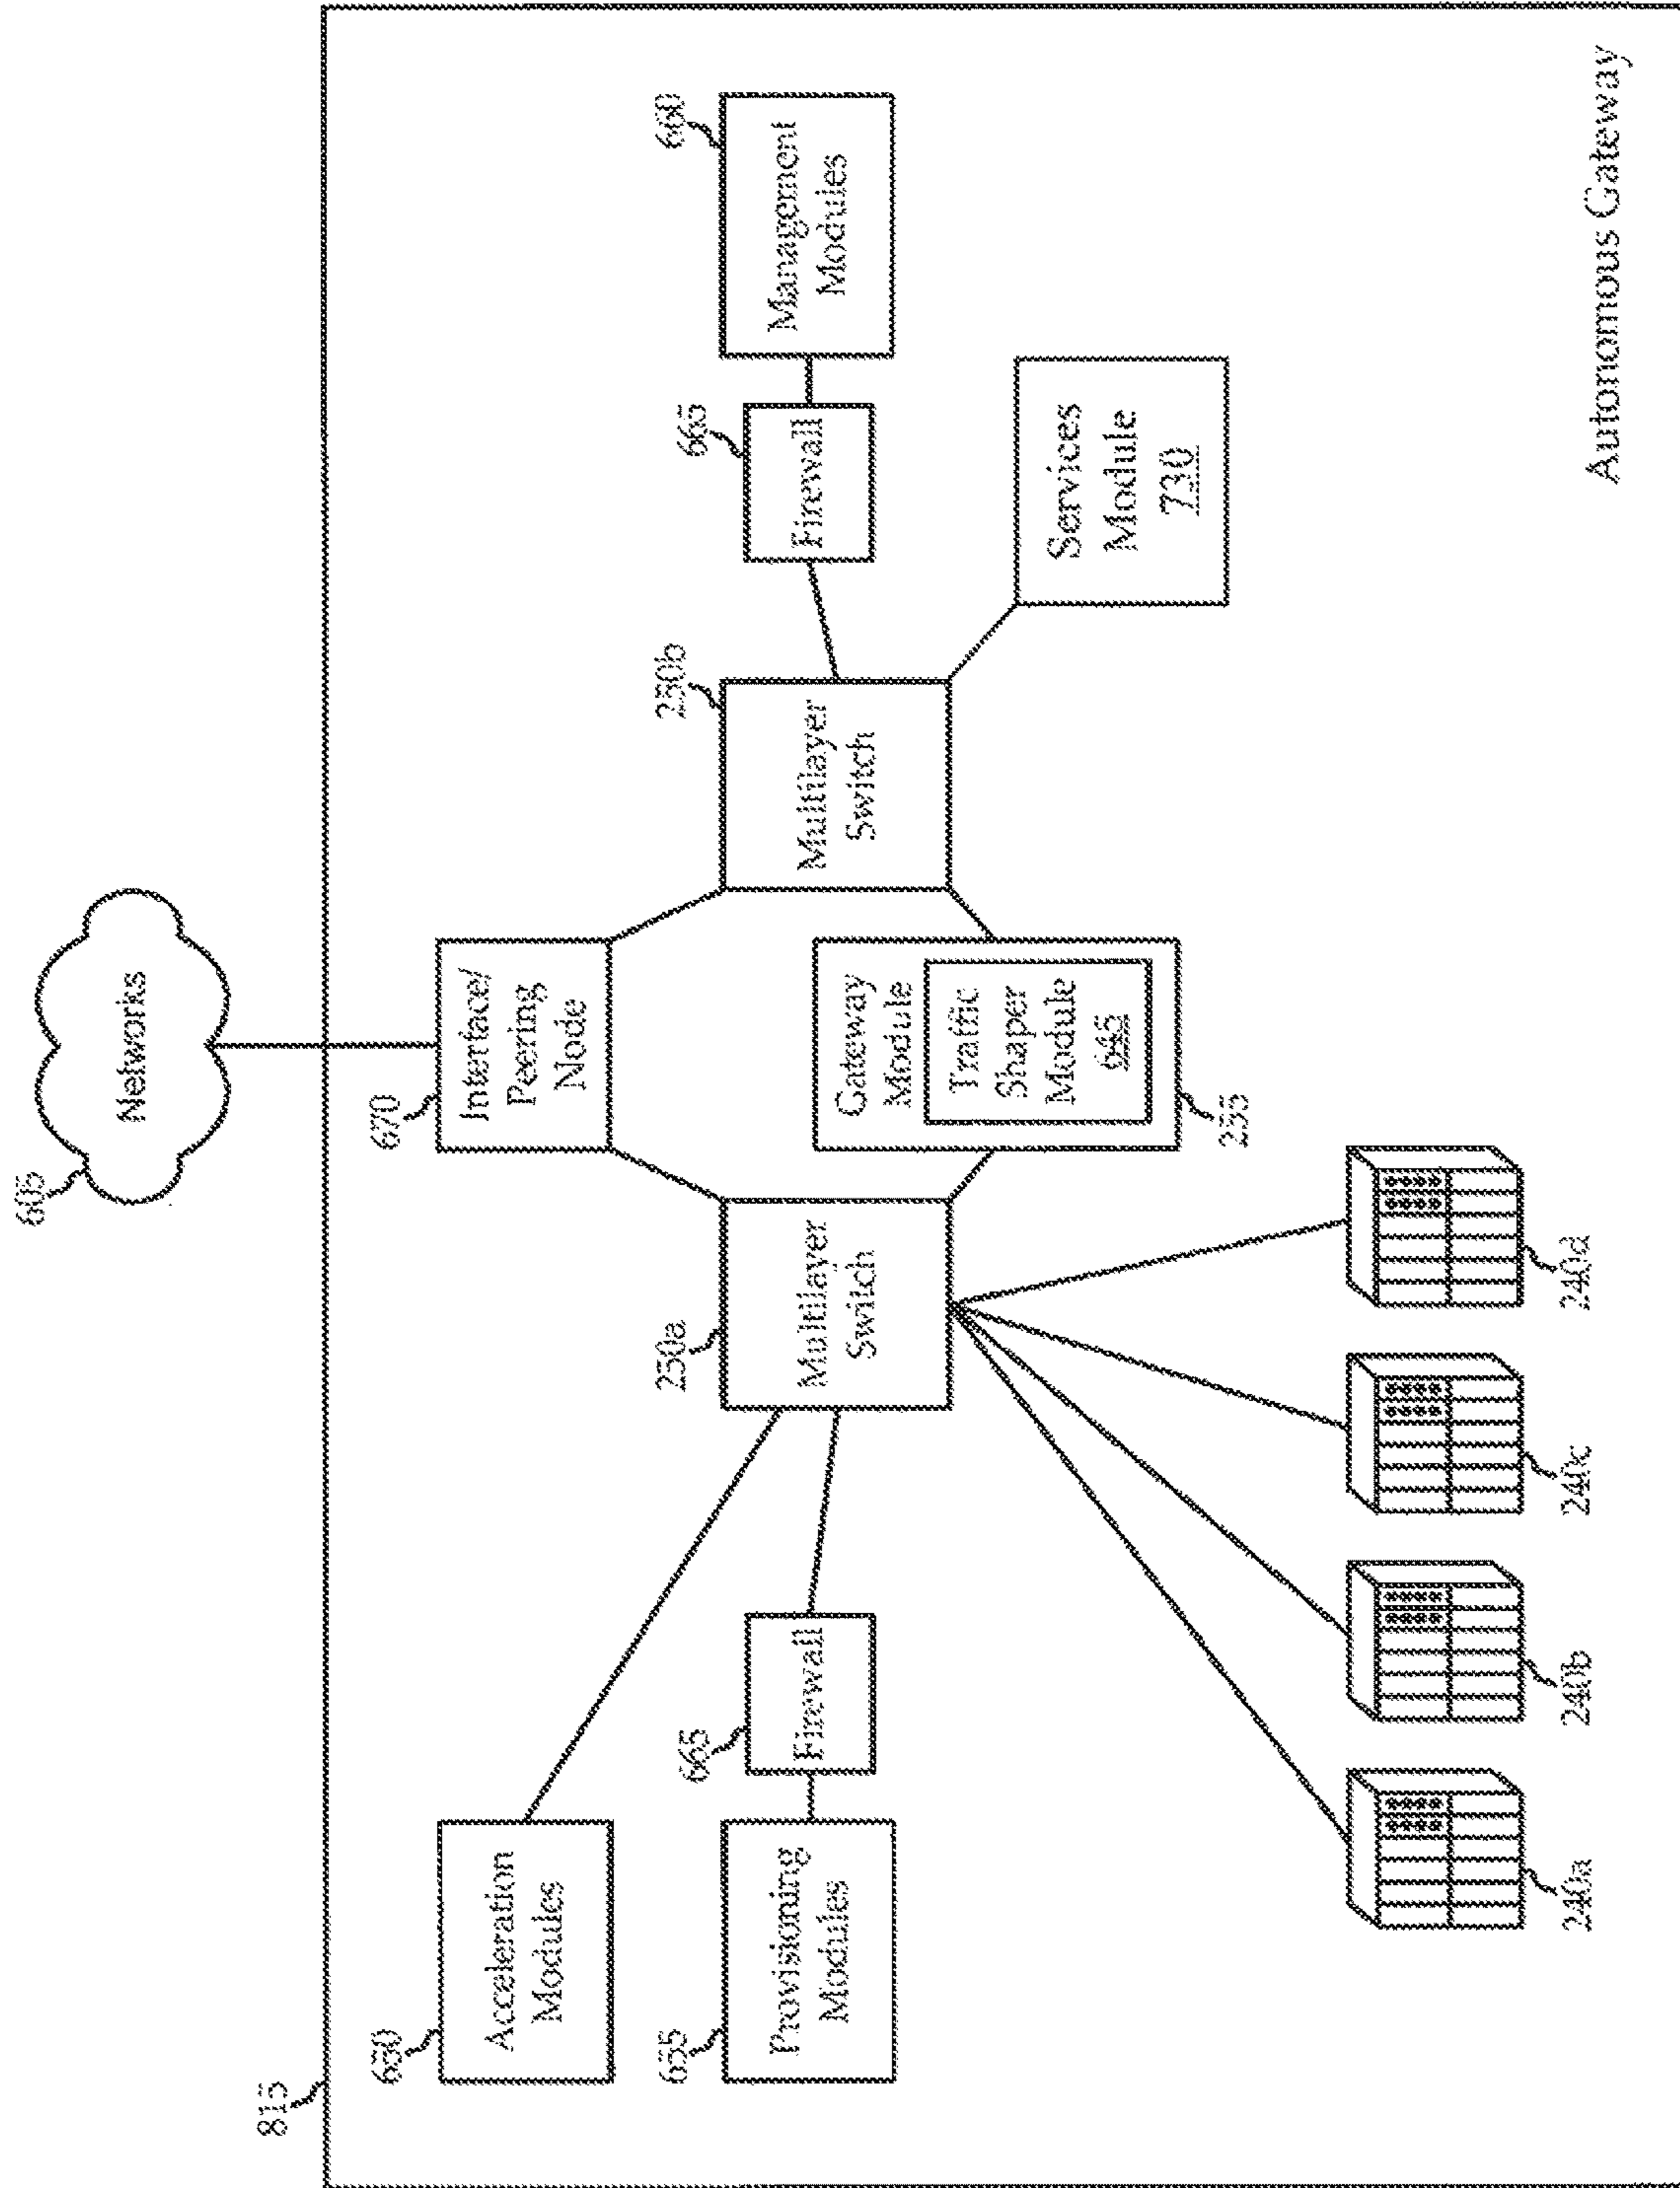 605
Networks
815
670
Interface/
Peering
Node
650
Acceleration
Modules
655
Provisioning
Modules
665
Firewall
250a
Multilayer
Switch
250b
Multilayer
Switch
665
Firewall
660
Management
Modules
Gateway
Module
Traffic
Shaper
Module
645
255
Services
Module
730
240a
240b
240c
240d
Autonomous Gateway